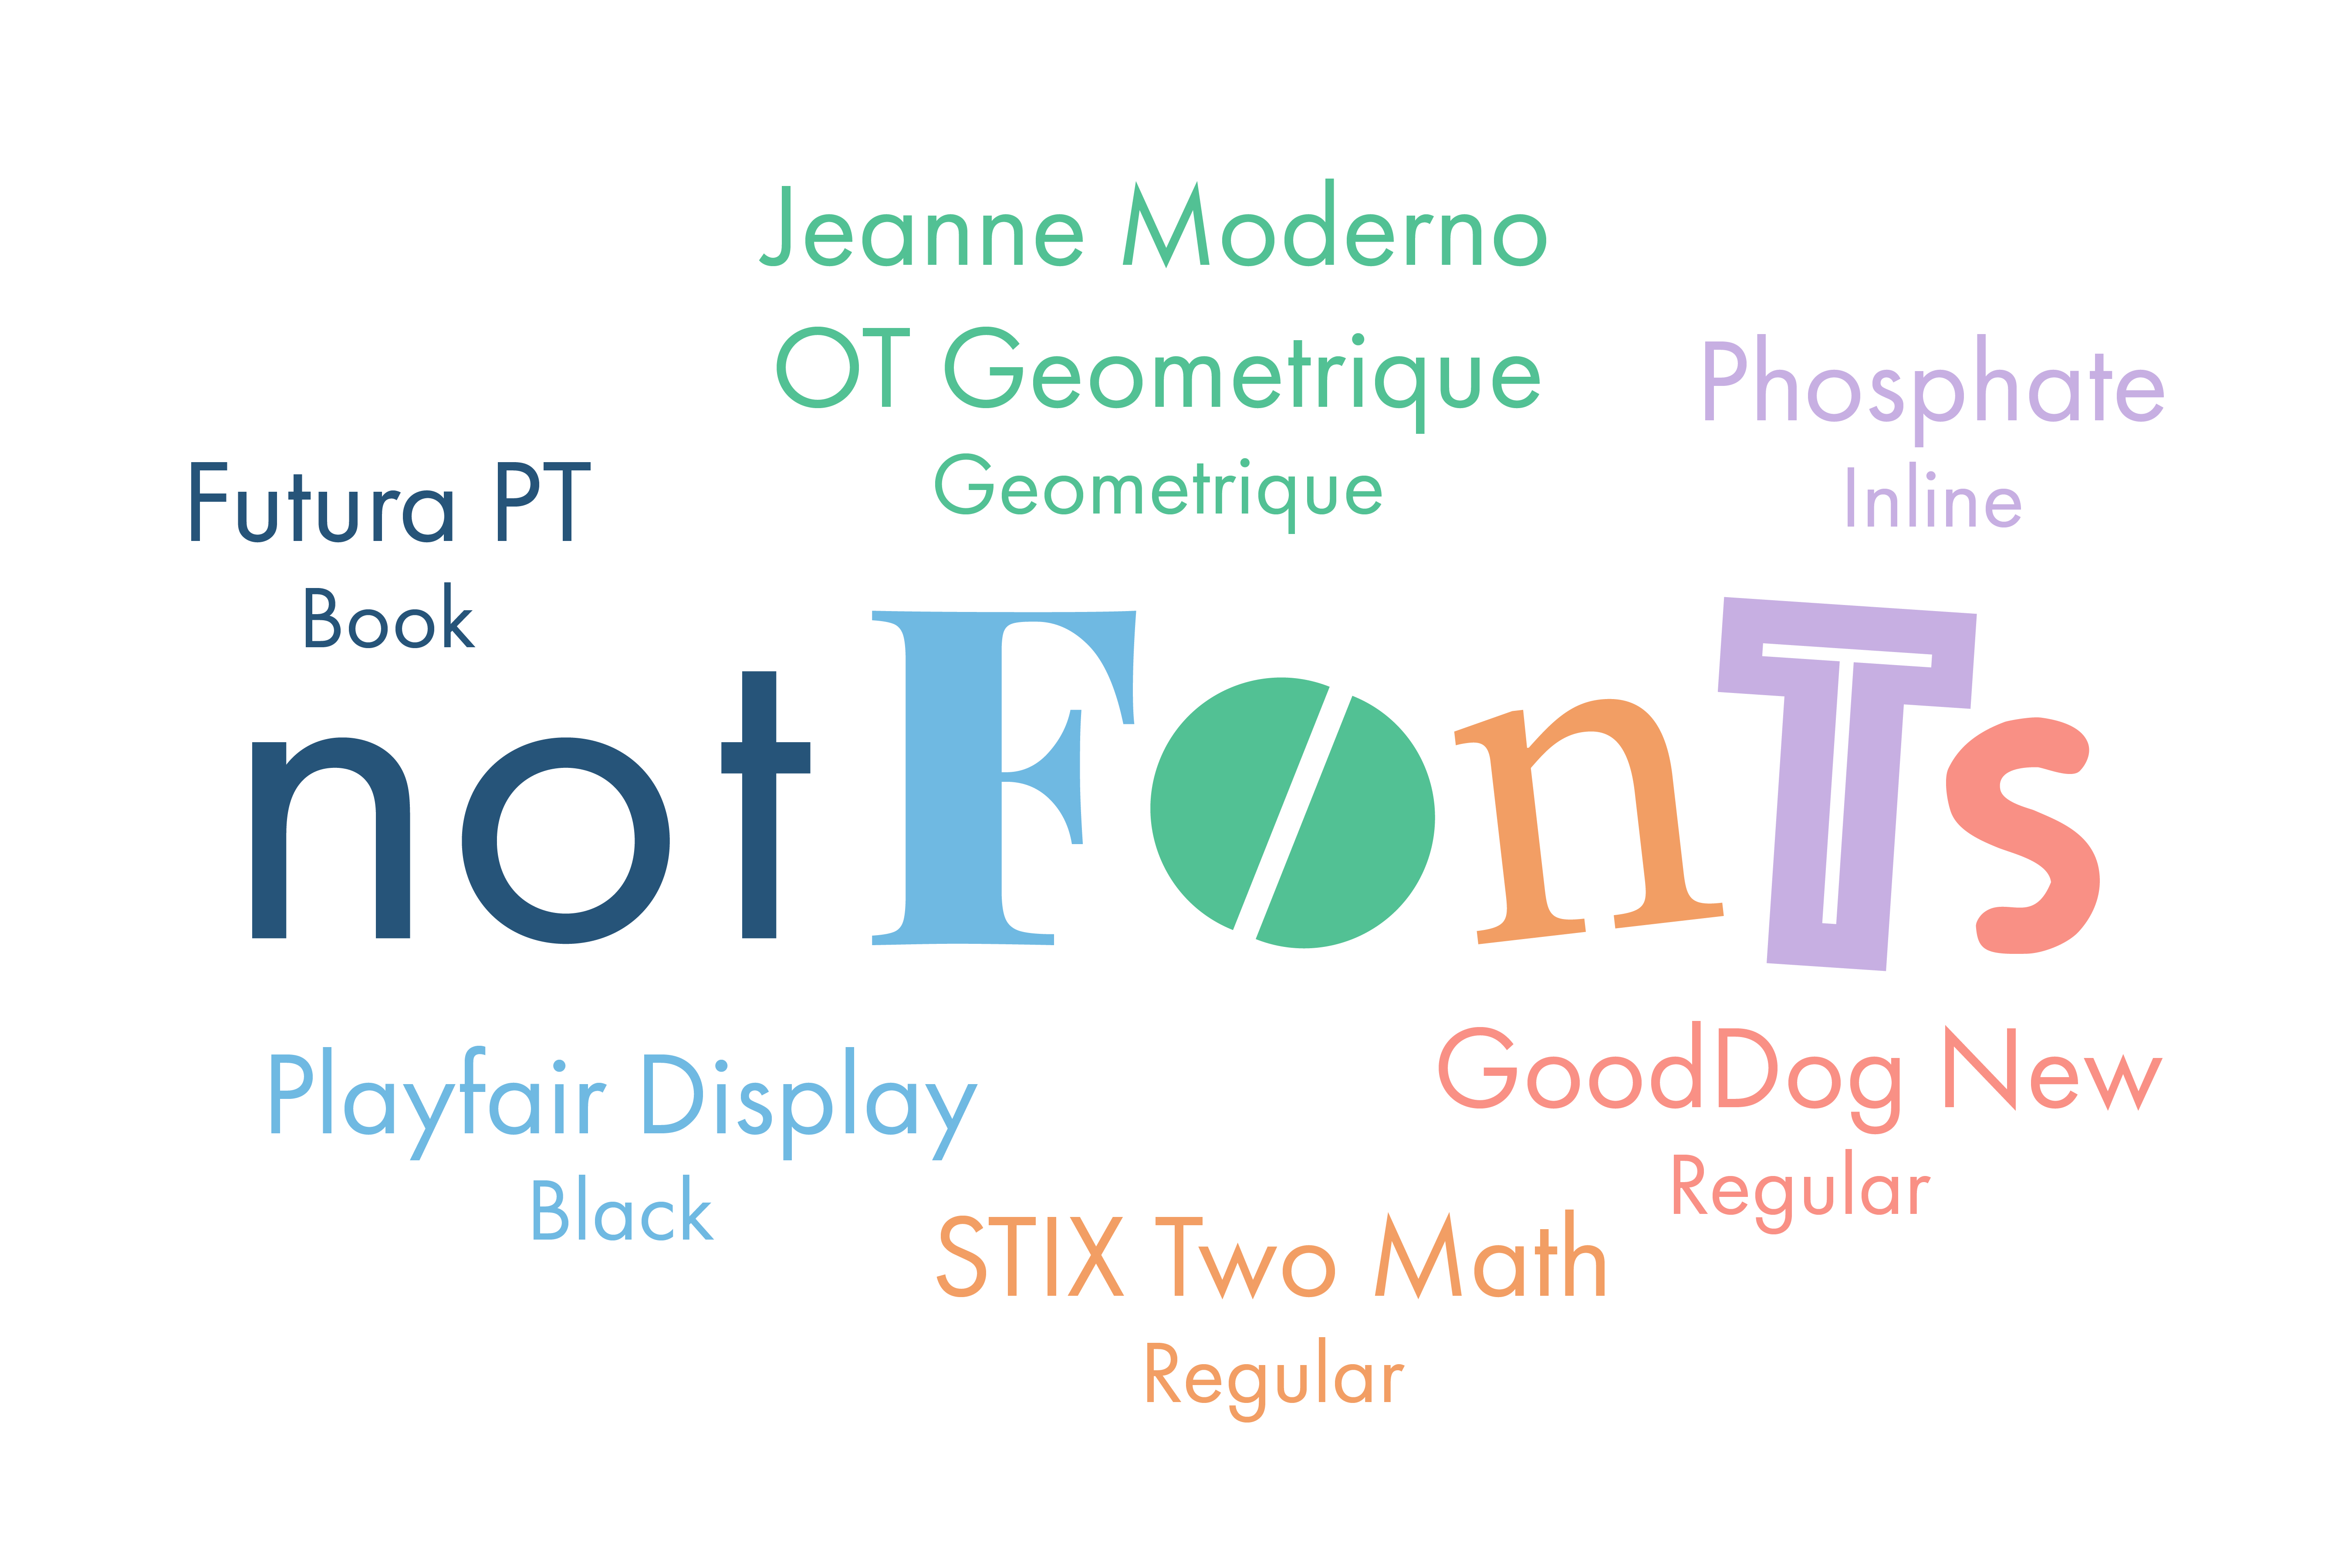 Jeanne Moderno
OT Geometrique
Geometrique
Phosphate
Inline
Futura PT
Book
notFonTs
Playfair Display
Black
GoodDog New
Regular
STIX Two Math
Regular